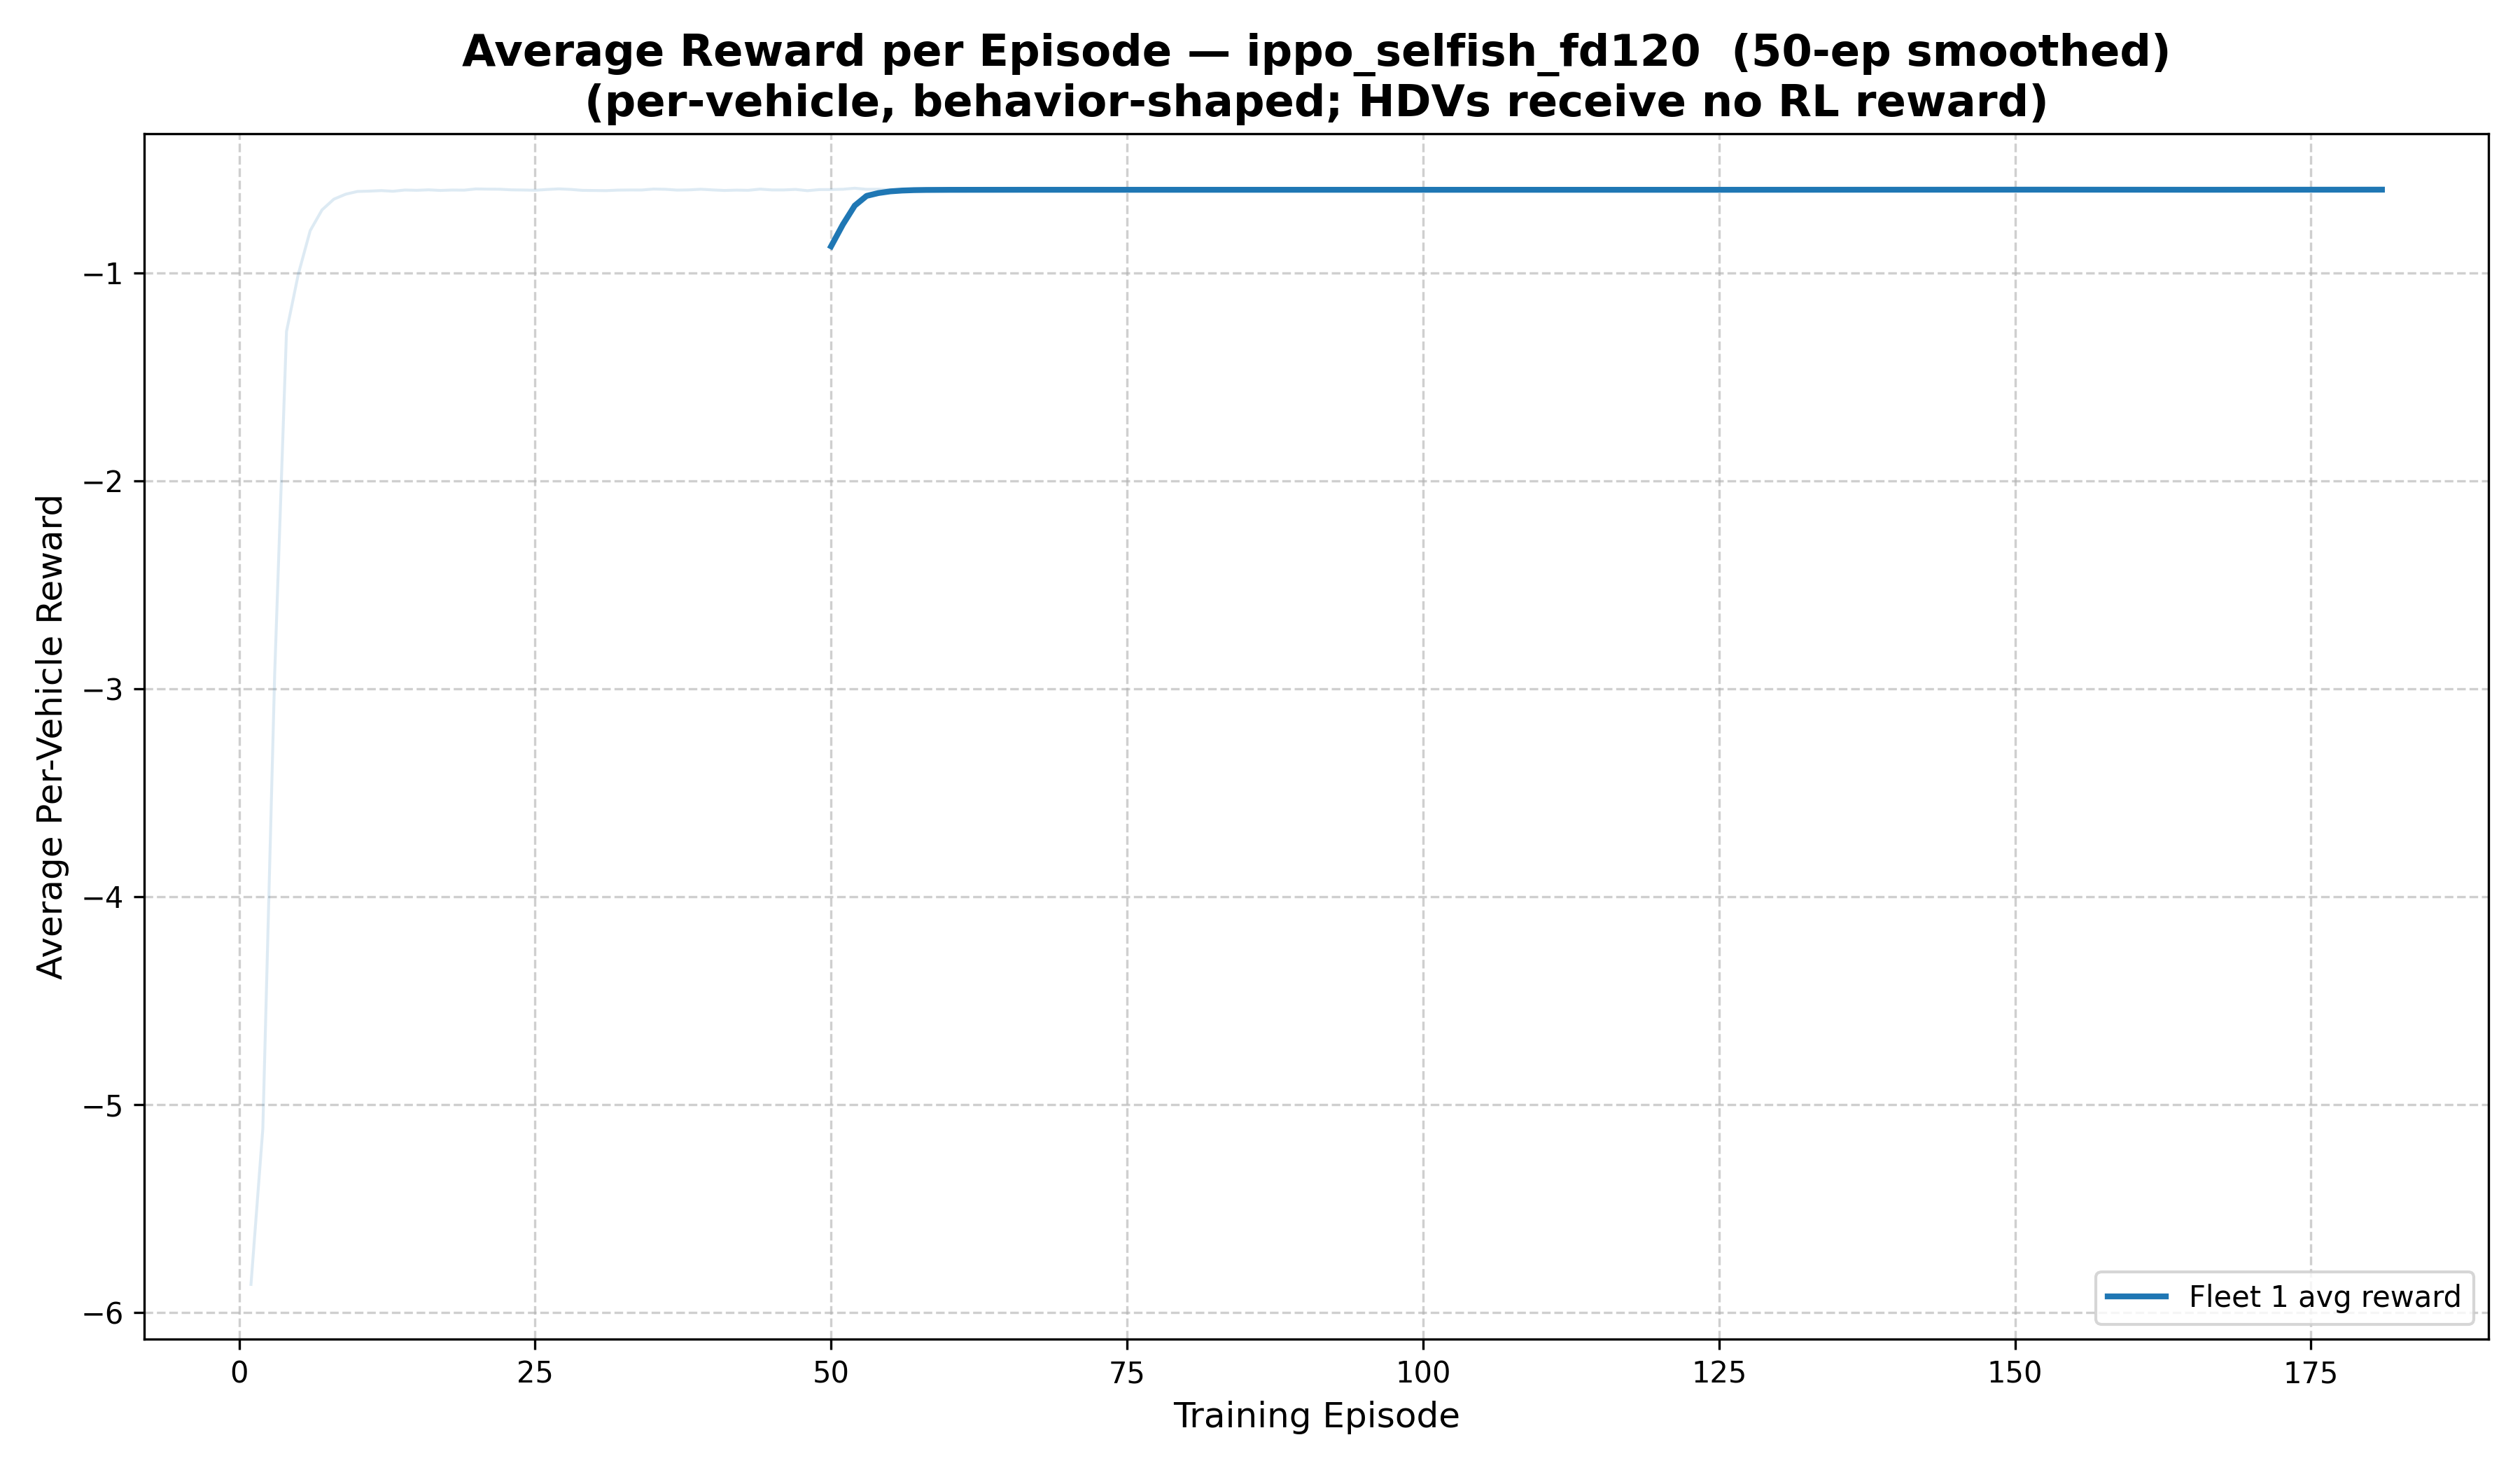 Average Reward per Episode — ippo_selfish_fd120  (50-ep smoothed)
(per-vehicle, behavior-shaped; HDVs receive no RL reward)
Average Per-Vehicle Reward
−1
−2
−3
−4
−5
−6
Fleet 1 avg reward
0 25 50 75 100 125 150 175
Training Episode